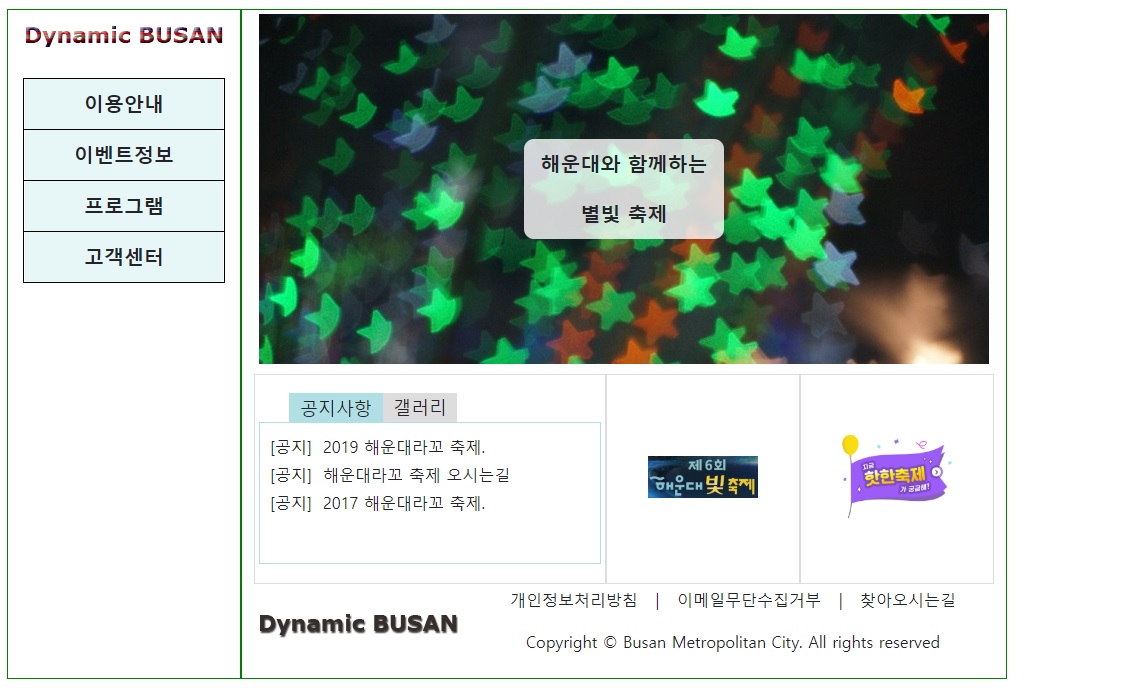 Dynamic BUSAN
이용안내
이벤트정보
프로그램
고객센터
해운대와 함께하는
별빛 축제
공지사항 갤러리
[공지] 2019 해운대라꼬 축제.
[공지] 해운대라꼬 축제 오시는길
[공지] 2017 해운대라꼬 축제.
제6회
해운대 빛 축제
지금
핫한축제
가 궁금해!
Dynamic BUSAN
개인정보처리방침 | 이메일무단수집거부 | 찾아오시는길
Copyright © Busan Metropolitan City. All rights reserved